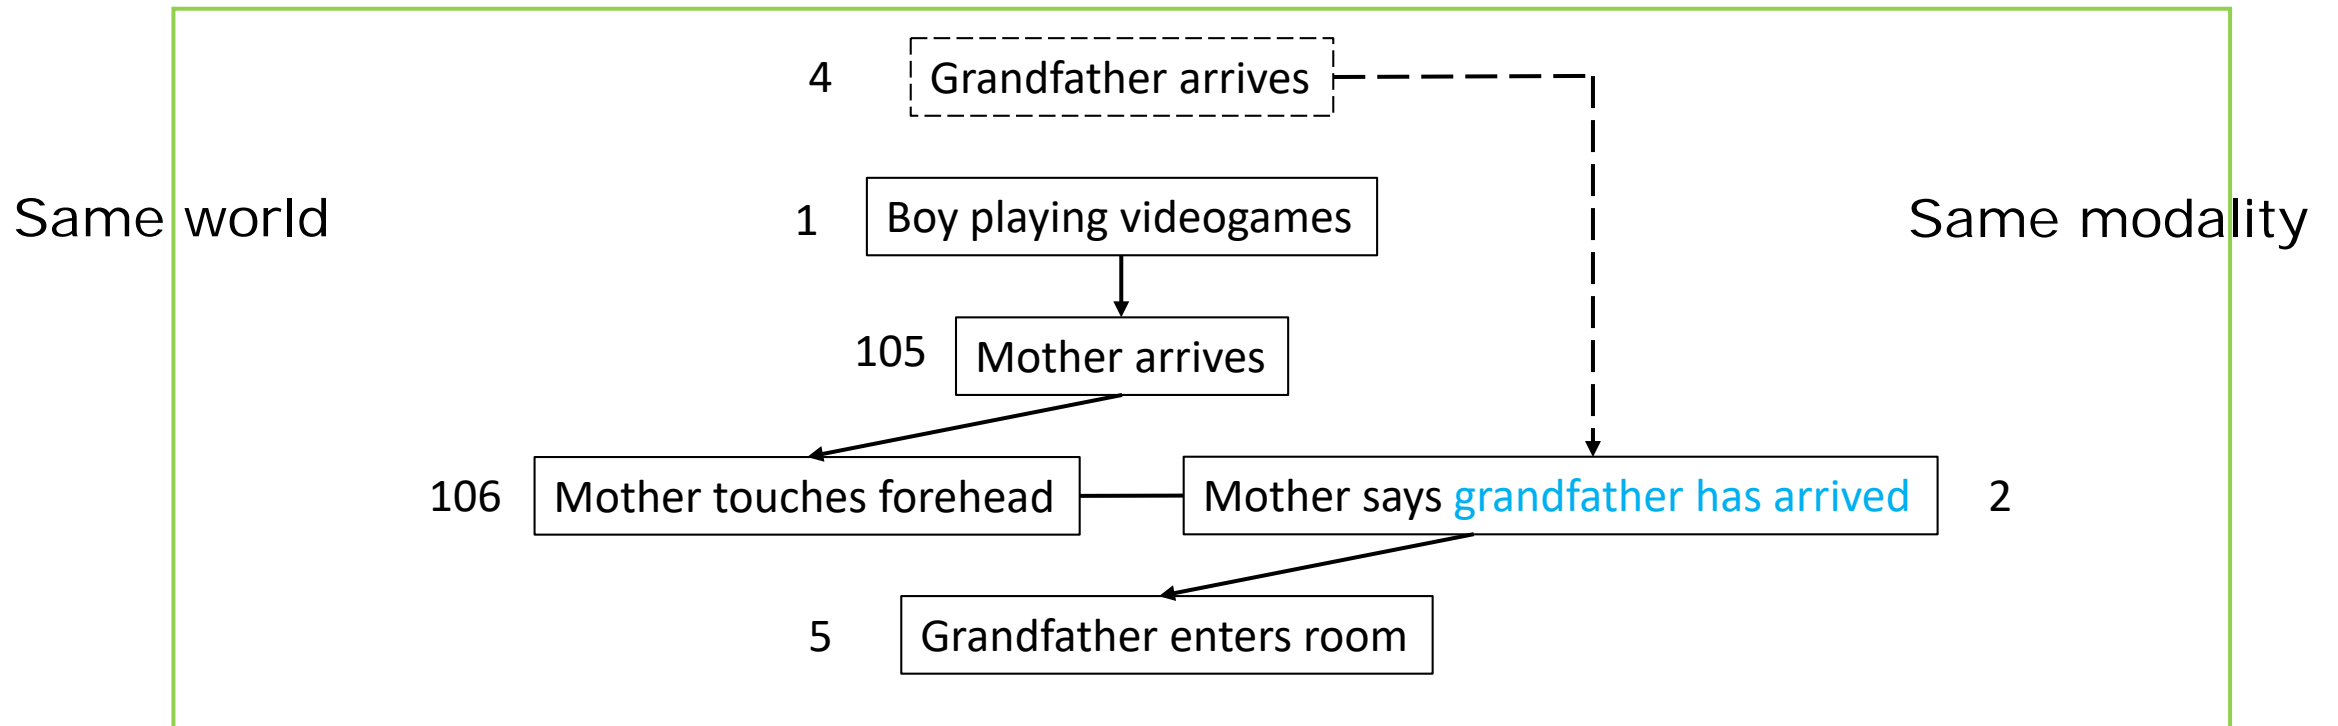 4
Grandfather arrives
Same world
1
Boy playing videogames
Same modality
105
Mother arrives
106
Mother touches forehead
Mother says grandfather has arrived
2
5
Grandfather enters room